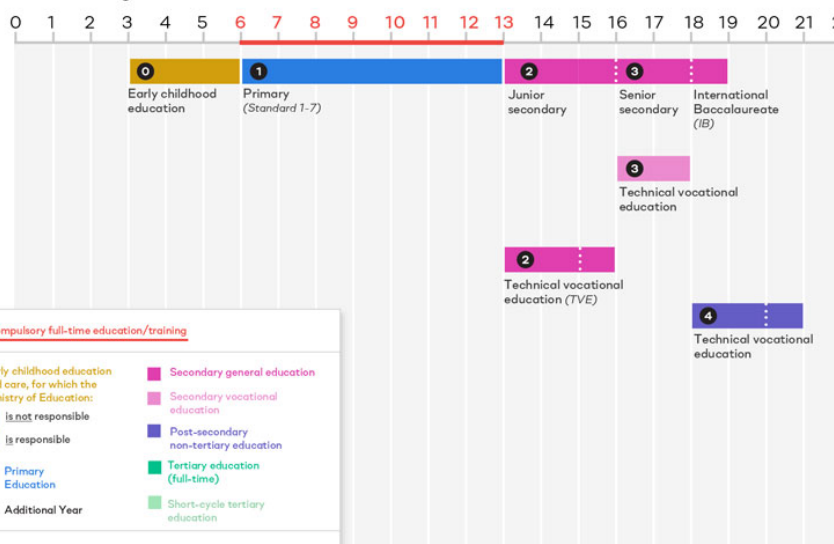 0 1 2 3 4 5 6 7 8 9 10 11 12 13 14 15 16 17 18 19 20 21
0
1
2
3
Early childhood
education
Primary
(Standard 1-7)
Junior
secondary
Senior
secondary
International
Baccalaureate
(IB)
3
Technical vocational
education
2
Technical vocational
education (TVE)
4
Technical vocational
education
ompulsory full-time education/training
ly childhood education
care, for which the
nistry of Education:
is not responsible
is responsible
Primary
Education
Additional Year
Secondary general education
Secondary vocational
education
Post-secondary
non-tertiary education
Tertiary education
(full-time)
Short-cycle tertiary
education